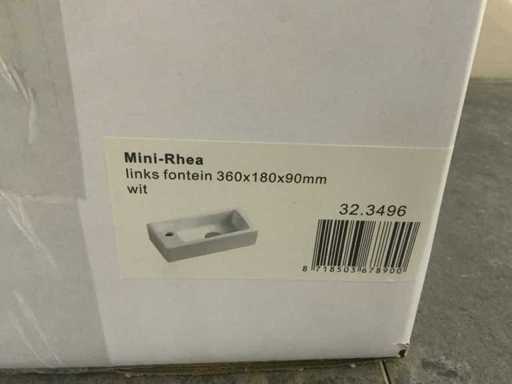 Mini-Rhea
links fontein 360x180x90mm
wit
32.3496
8 718503 678900